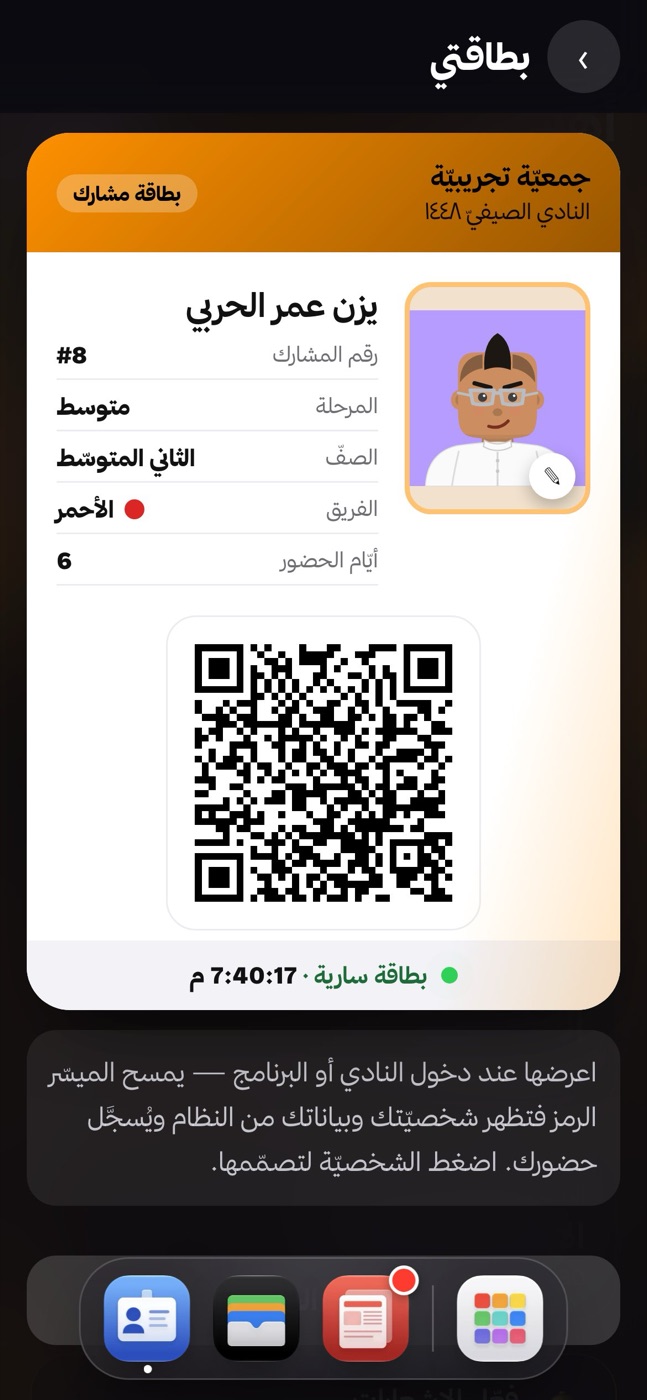 بطاقتي
جمعيّة تجريبيّة
النادي الصيفيّ ١٤٤٨
بطاقة مشارك
يزن عمر الحربي
رقم المشارك #8
المرحلة متوسط
الصفّ الثاني المتوسّط
الفريق الأحمر
أيّام الحضور 6
بطاقة سارية · 7:40:17 م
اعرضها عند دخول النادي أو البرنامج — يمسح الميسّر
الرمز فتظهر شخصيّتك وبياناتك من النظام ويُسجَّل
حضورك. اضغط الشخصيّة لتصمّمها.